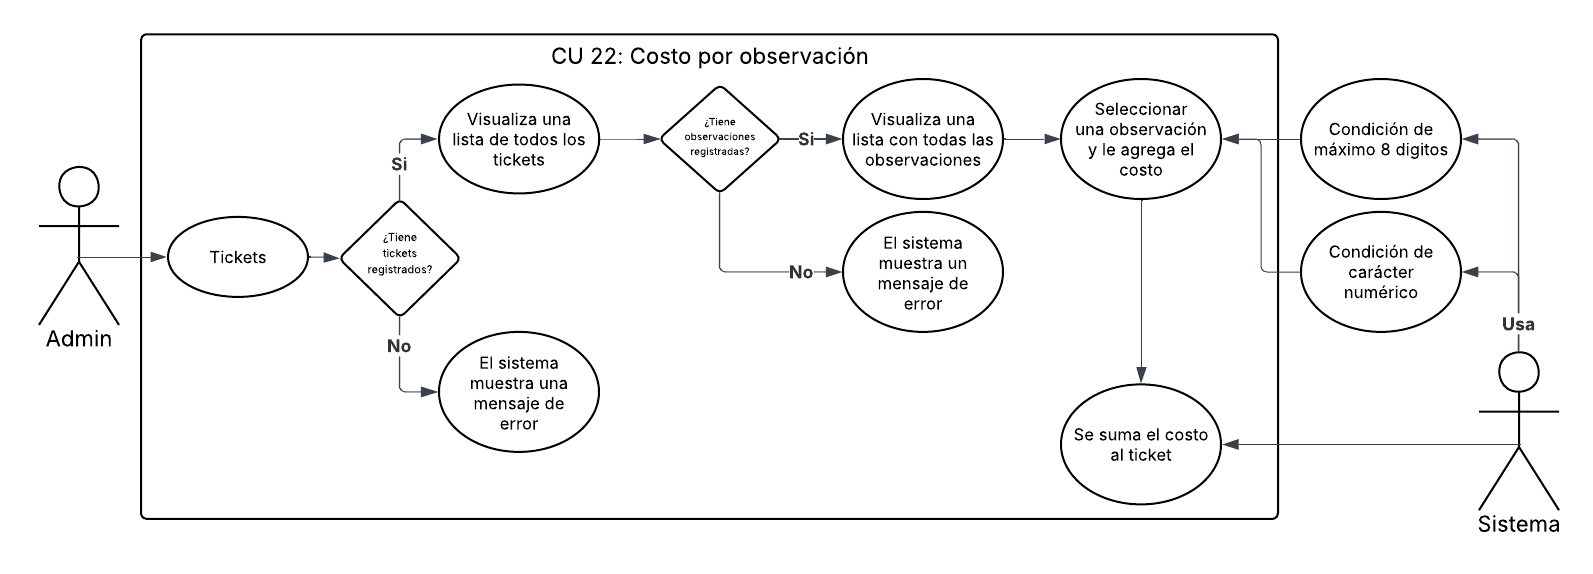 CU 22: Costo por observación
Admin
Tickets
¿Tiene
tickets
registrados?
Si
No
Visualiza una
lista de todos los
tickets
El sistema
muestra una
mensaje de
error
¿Tiene
observaciones
registradas?
Si
No
Visualiza una
lista con todas las
observaciones
El sistema
muestra un
mensaje de
error
Seleccionar
una observación
y le agrega el
costo
Se suma el costo
al ticket
Condición de
máximo 8 digitos
Condición de
carácter
numérico
Usa
Sistema